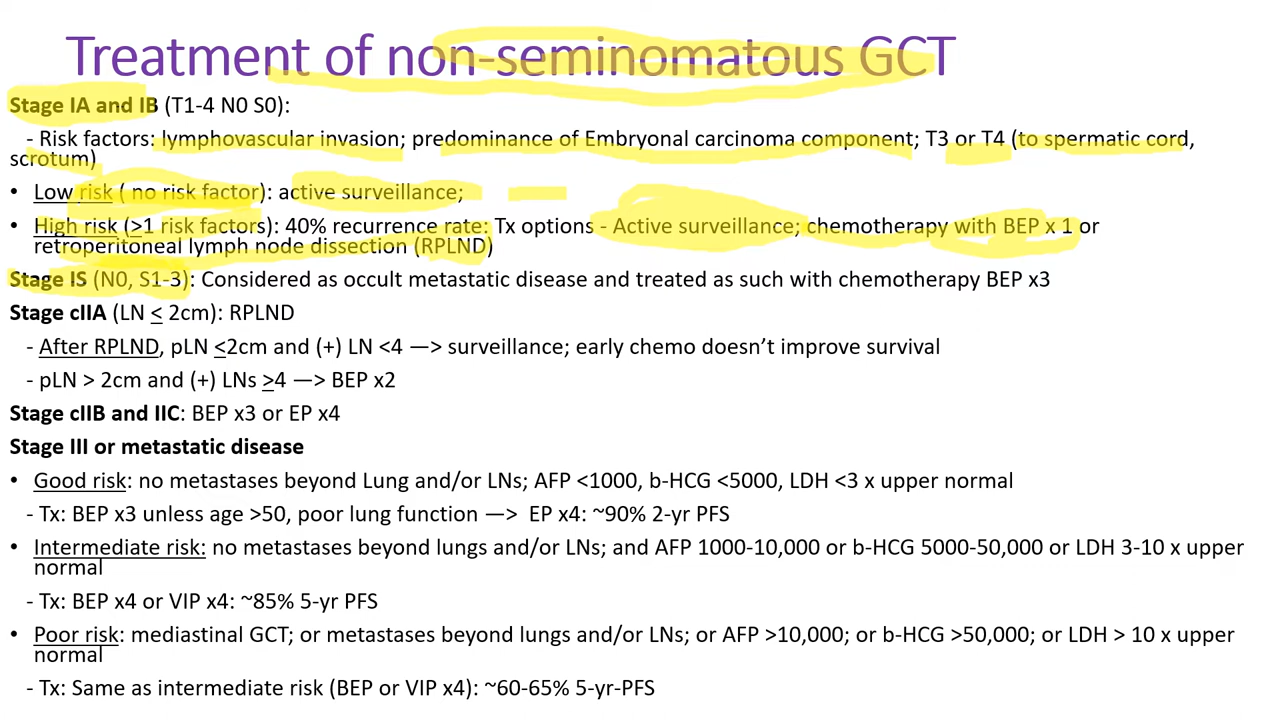 Treatment of non-seminomatous GCT
Stage IA and IB (T1-4 N0 S0):
- Risk factors: lymphovascular invasion; predominance of Embryonal carcinoma component; T3 or T4 (to spermatic cord,
scrotum)
• Low risk ( no risk factor): active surveillance;
• High risk (≥1 risk factors): 40% recurrence rate: Tx options - Active surveillance; chemotherapy with BEP x 1 or
retroperitoneal lymph node dissection (RPLND)
Stage IS (N0, S1-3): Considered as occult metastatic disease and treated as such with chemotherapy BEP x3
Stage cIIA (LN ≤ 2cm): RPLND
- After RPLND, pLN ≤2cm and (+) LN <4 —> surveillance; early chemo doesn’t improve survival
- pLN > 2cm and (+) LNs ≥4 —> BEP x2
Stage cIIB and IIC: BEP x3 or EP x4
Stage III or metastatic disease
• Good risk: no metastases beyond Lung and/or LNs; AFP <1000, b-HCG <5000, LDH <3 x upper normal
- Tx: BEP x3 unless age >50, poor lung function —> EP x4: ~90% 2-yr PFS
• Intermediate risk: no metastases beyond lungs and/or LNs; and AFP 1000-10,000 or b-HCG 5000-50,000 or LDH 3-10 x upper
normal
- Tx: BEP x4 or VIP x4: ~85% 5-yr PFS
• Poor risk: mediastinal GCT; or metastases beyond lungs and/or LNs; or AFP >10,000; or b-HCG >50,000; or LDH > 10 x upper
normal
- Tx: Same as intermediate risk (BEP or VIP x4): ~60-65% 5-yr-PFS